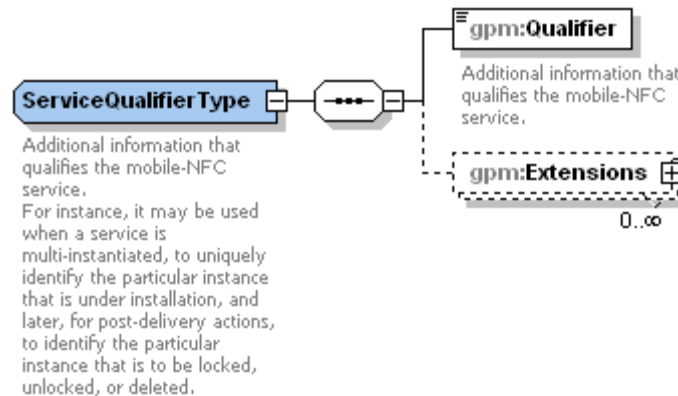 gpm:Qualifier
ServiceQualifierType
Additional information that
qualifies the mobile-NFC
service.
gpm:Extensions
0..∞
Additional information that
qualifies the mobile-NFC
service.
For instance, it may be used
when a service is
multi-instantiated, to uniquely
identify the particular instance
that is under installation, and
later, for post-delivery actions,
to identify the particular
instance that is to be locked,
unlocked, or deleted.